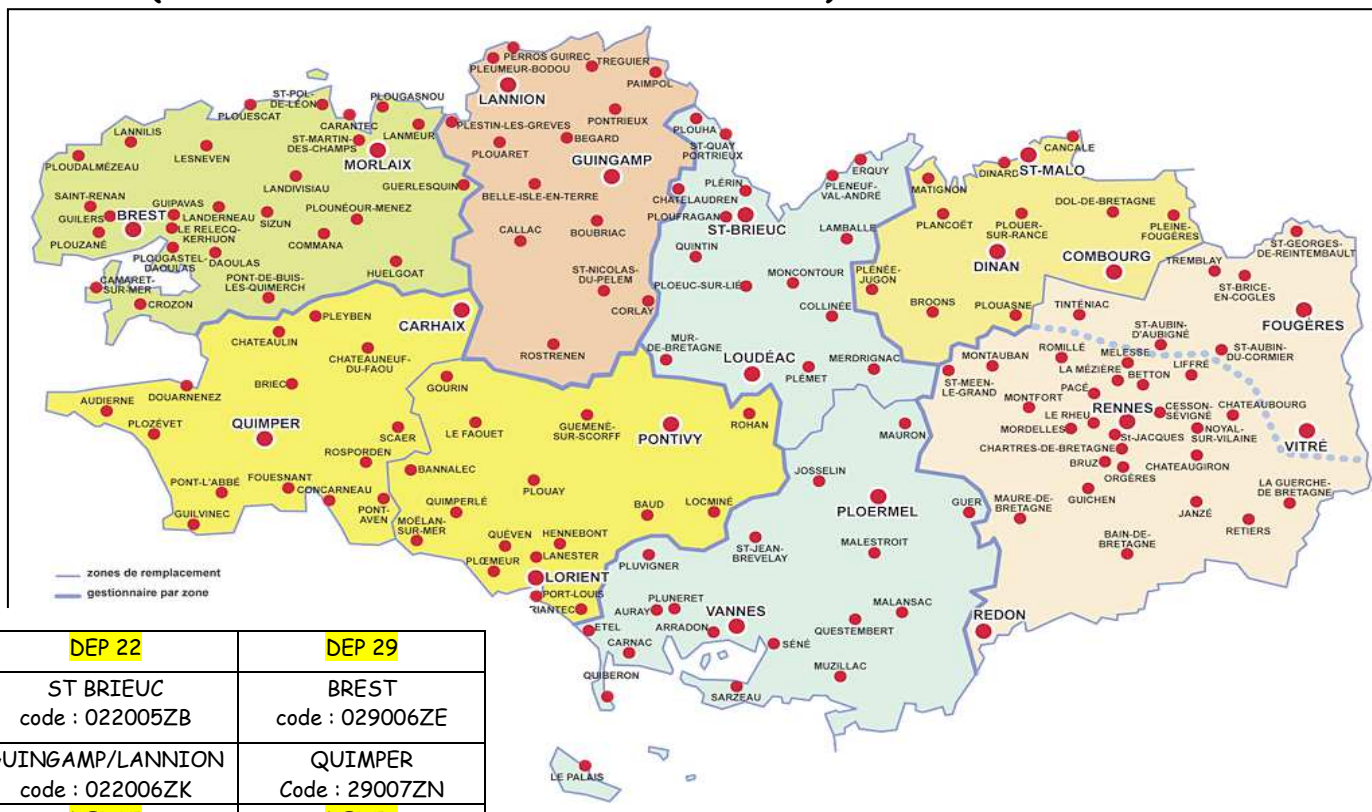 PERROS GUIREC
PLEUMEUR-BODOU
TREGUIER
PAIMPOL
LANNION
ST-POL-
DE-LÉON
PLOUGASNOU
PLOUESCAT
CARANTEC
LANMEUR
PLESTIN-LES-GREVES
PONTRIEUX
LANNILIS
ST-MARTIN-
DES-CHAMPS
PLOUARET
BEGARD
PLOUHA
ST-QUAY
PORTRIEUX
LESNEVEN
MORLAIX
GUINGAMP
PLOUDALMÉZEAU
CANCALE
DINARD
ST-MALO
ERQUY
PLENEUF-
VAL-ANDRE
LANDIVISIAU
GUERLESQUIN
BELLE-ISLE-EN-TERRE
CHATELAUDREN
PLÉRIN
MATIGNON
SAINT-RENAN
GUIPAVAS
GUILERS
BREST
LANDERNEAU
LE RELECQ-
KERHUON
SIZUN
PLOUNÉOUR-MENEZ
PLOUFRAGAN
ST-BRIEUC
PLANCOËT
PLOUER-
SUR-RANCE
DOL-DE-BRETAGNE
PLEINE-
FOUGÈRES
PLOUZANÉ
COMMANA
CALLAC
BOUBRIAC
QUINTIN
LAMBALLE
ST-GEORGES-
DE-REINTEMBAULT
PLOUGASTEL-
DAOULAS
DAOULAS
DINAN
COMBOURG
TREMBLAY
HUELGOAT
ST-NICOLAS-
DU-PELEM
MONCONTOUR
PLÉNÉE-
JUGON
ST-BRICE-
EN-COGLES
CAMARET-
SUR-MER
CROZON
PONT-DE-BUIS-
LES-QUIMERCH
PLOEUC-SUR-LIÉ
COLLINÉE
BROONS
PLOUASNE
TINTÉNIAC
PLEYBEN
CARHAIX
CORLAY
FOUGÈRES
CHATEAULIN
ROSTRENEN
MUR-
DE-BRETAGNE
ST-AUBIN-
D'AUBIGNÉ
CHATEAUNEUF-
DU-FAOU
LOUDÉAC
MERDRIGNAC
MONTAUBAN
ROMILLÉ
MELESSE
ST-AUBIN-
DU-CORMIER
GOURIN
PLÉMET
ST-MEEN-
LE-GRAND
LA MÉZIÈRE
BETTON
LIFFRÉ
BRIEC
DOUARNENEZ
AUDIERNE
PACÉ
MONTFORT
PLOZÉVET
QUIMPER
SCAER
LE FAOUET
GUEMENÉ-
SUR-SCORFF
PONTIVY
ROHAN
MAURON
LE RHEU
RENNES
CESSON-
SÉVIGNÉ
CHATEAUBOURG
MORDELLES
St-JACQUES
NOYAL-
SUR-VILAINE
VITRÉ
CHARTRES-DE-BRETAGNE
ROSPORDEN
BANNALEC
JOSSELIN
BRUZ
ORGÈRES
CHATEAUGIRON
PONT-L'ABBÉ
FOUESNANT
CONCARNEAU
PLOUAY
GUICHEN
LA GUERCHE-
DE BRETAGNE
GUILVINEC
PONT-
AVEN
QUIMPERLÉ
MOËLAN-
SUR-MER
BAUD
LOCMINÉ
PLOERMEL
GUER
MAURE-DE-
BRETAGNE
JANZÉ
RETIERS
QUÉVEN
HENNEBONT
ST-JEAN-
BREVELAY
MALESTROIT
BAIN-DE-
BRETAGNE
PLŒMEUR
LANESTER
PLUVIGNER
zones de remplacement
LORIENT
gestionnaire par zone
PORT-LOUIS
RIANTEC
PLUNERET
AURAY
ARRADON
VANNES
MALANSAC
REDON
QUESTEMBERT
ETEL
CARNAC
SÉNÉ
QUIBERON
MUZILLAC
SARZEAU
LE PALAIS
DEP 22
DEP 29
ST BRIEUC
BREST
code : 022005ZB
code : 029006ZE
GUINGAMP/LANNION
QUIMPER
code : 022006ZK
Code : 29007ZN